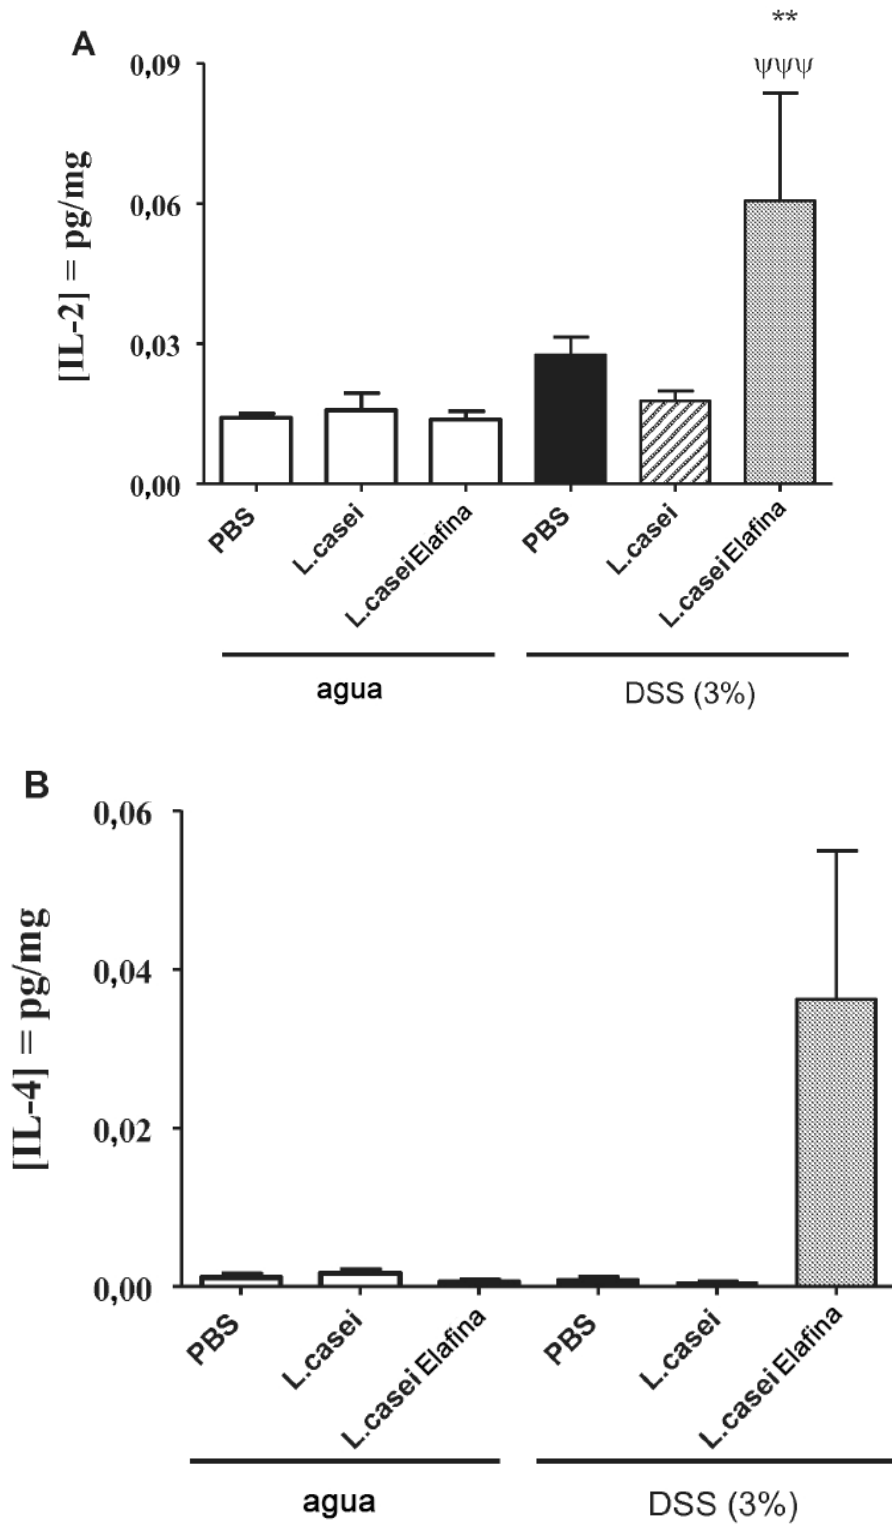 A
**
ψψψ
[IL-2] = pg/mg
0,09
0,06
0,03
0,00
PBS
L.casei
L.casei Elafina
PBS
L.casei
L.casei Elafina
agua
DSS (3%)
B
[IL-4] = pg/mg
0,06
0,04
0,02
0,00
PBS
L.casei
L.casei Elafina
PBS
L.casei
L.casei Elafina
agua
DSS (3%)